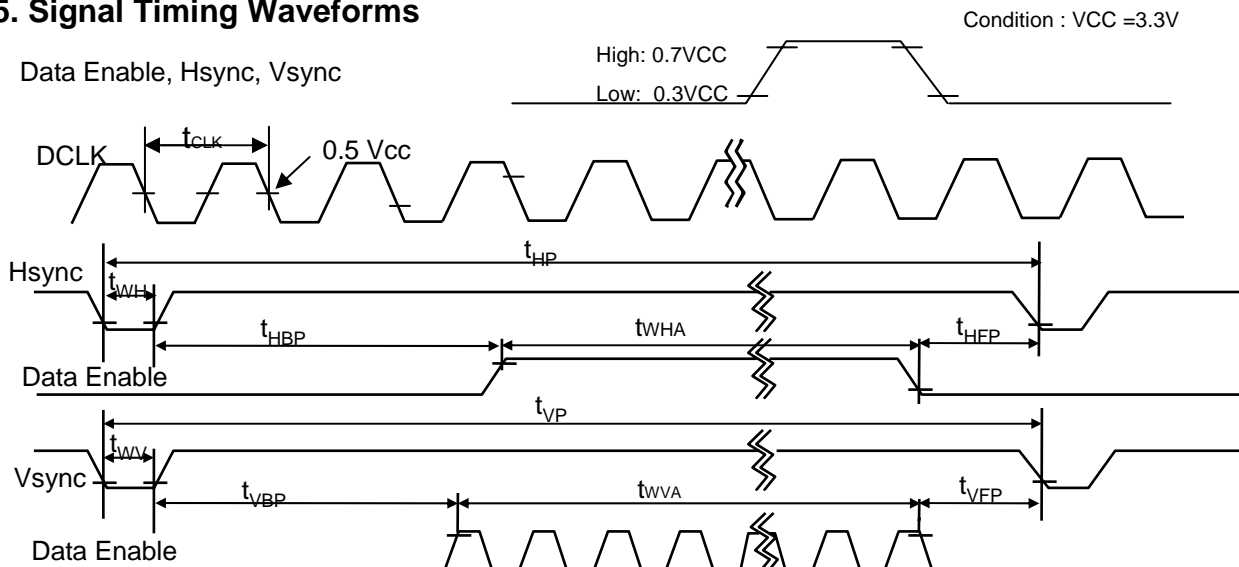 5. Signal Timing Waveforms
Condition : VCC =3.3V
Data Enable, Hsync, Vsync
High: 0.7VCC
Low: 0.3VCC
DCLK
tCLK
0.5 Vcc
Hsync
tHP
tWH
tHBP
tWHA
tHFP
Data Enable
tVP
tWV
Vsync
tVBP
tWVA
tVFP
Data Enable